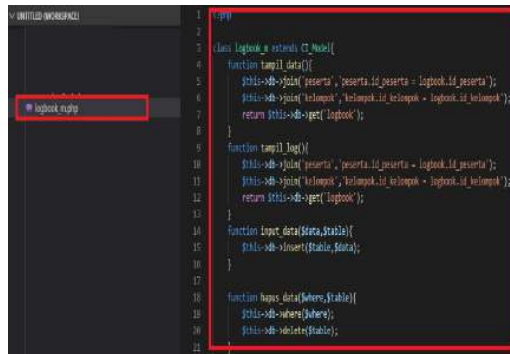 UNTITLED (WORKSPACE)
logbook_m.php
1 <?php
2
3 class logbook_m extends CI_Model{
4 function tampil_data(){
5 $this->db->join('peserta','peserta.id_peserta = logbook.id_peserta');
6 $this->db->join('kelompok','kelompok.id_kelompok = logbook.id_kelompok');
7 return $this->db->get('logbook');
8 }
9 function tampil_log(){
10 $this->db->join('peserta','peserta.id_peserta = logbook.id_peserta');
11 $this->db->join('kelompok','kelompok.id_kelompok = logbook.id_kelompok');
12 return $this->db->get('logbook');
13 }
14 function input_data($data,$table){
15 $this->db->insert($table,$data);
16 }
17
18 function hapus_data($where,$table){
19 $this->db->where($where);
20 $this->db->delete($table);
21 }